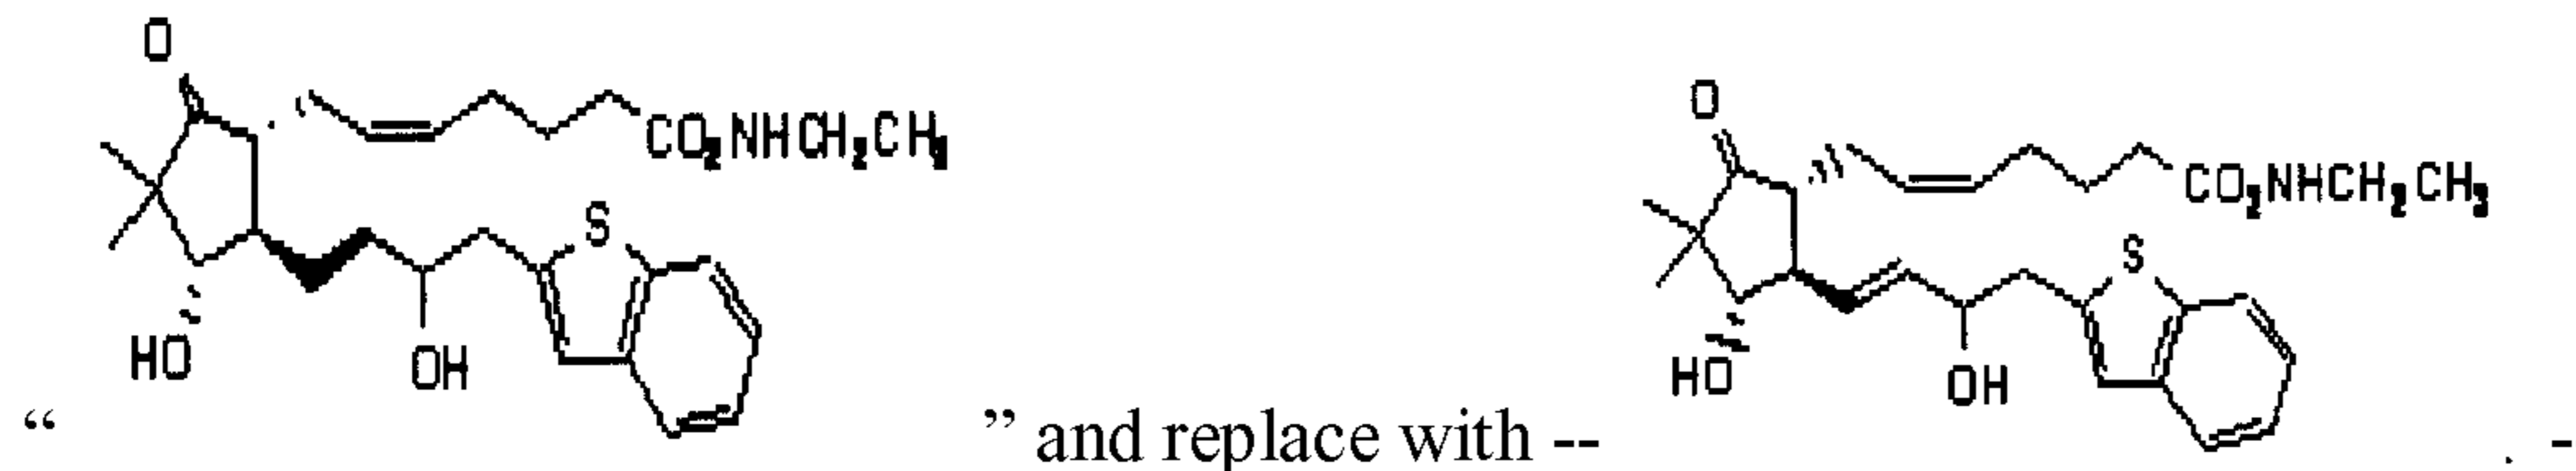 O
CO₂NHCH₂CH₃
S
HO
OH
“ ” and replace with --
O
CO₂NHCH₂CH₃
S
HO
OH
. -